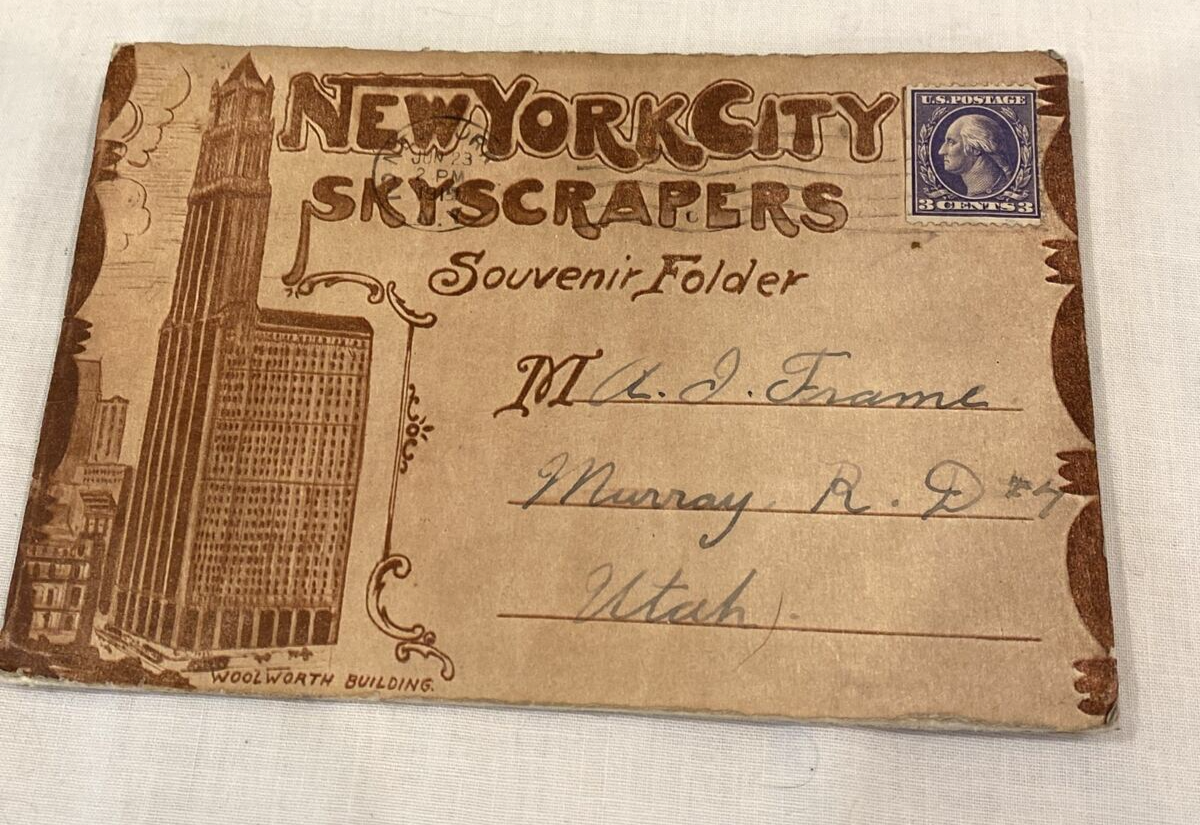 NEW YORK CITY
SKYSCRAPERS
Souvenir Folder
U.S. POSTAGE
3 CENTS 3
JUN 23
2 PM
M A. I. Frame
Murray R. D #4
Utah
WOOLWORTH BUILDING.